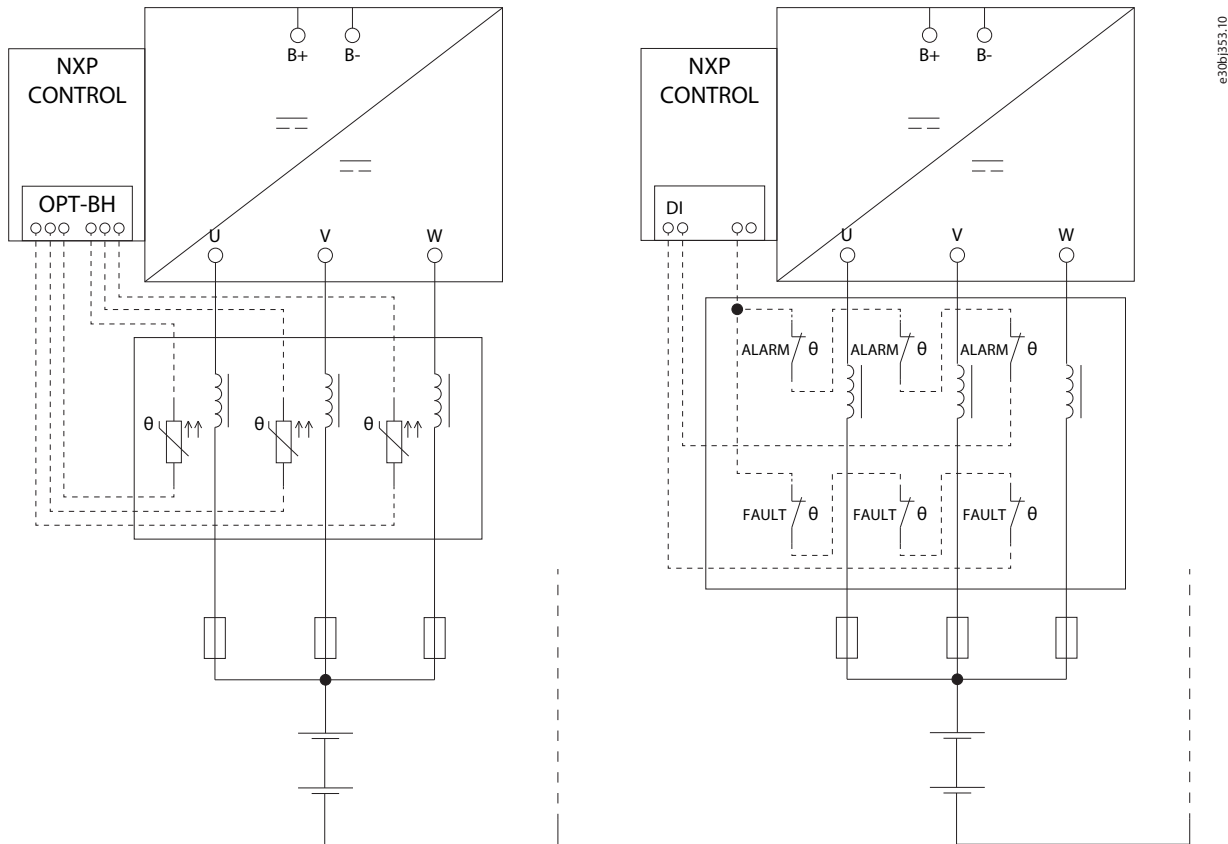 B+ B-
NXP
CONTROL
OPT-BH
U V W
θ θ θ
B+ B-
NXP
CONTROL
DI
U V W
ALARM θ ALARM θ ALARM θ
FAULT θ FAULT θ FAULT θ
e30bj353.10